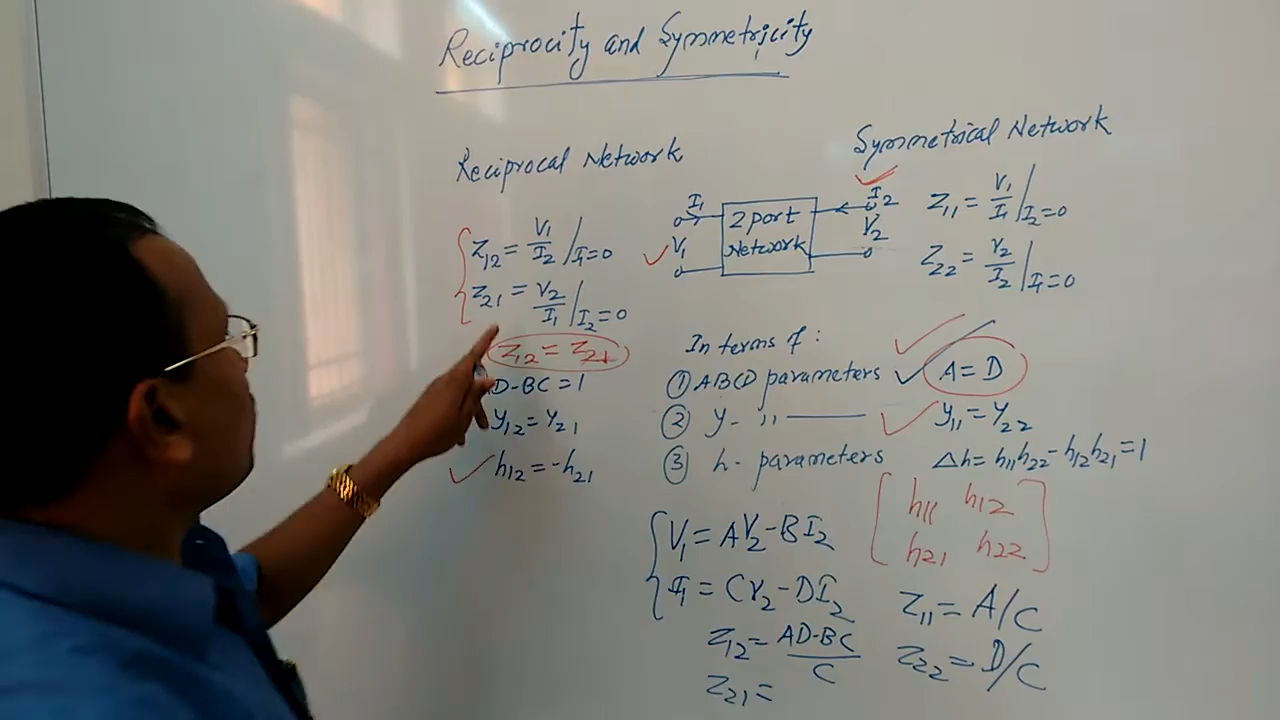 Reciprocity and Symmetricity
Reciprocal Network
Z12 = V1/I2 | I1=0
Z21 = V2/I1 | I2=0
Z12 = Z21
AD-BC = 1
Y12 = Y21
h12 = -h21
I1
V1
2 port
Network
I2
V2
Symmetrical Network
Z11 = V1/I1 | I2=0
Z22 = V2/I2 | I1=0
In terms of :
① ABCD parameters A = D
② y- ,, Y11 = Y22
③ h- parameters Δh = h11h22 - h12h21 = 1
h11 h12
h21 h22
V1 = AV2 - BI2
I1 = CV2 - DI2
Z12 = AD-BC/C
Z21 =
Z11 = A/C
Z22 = D/C